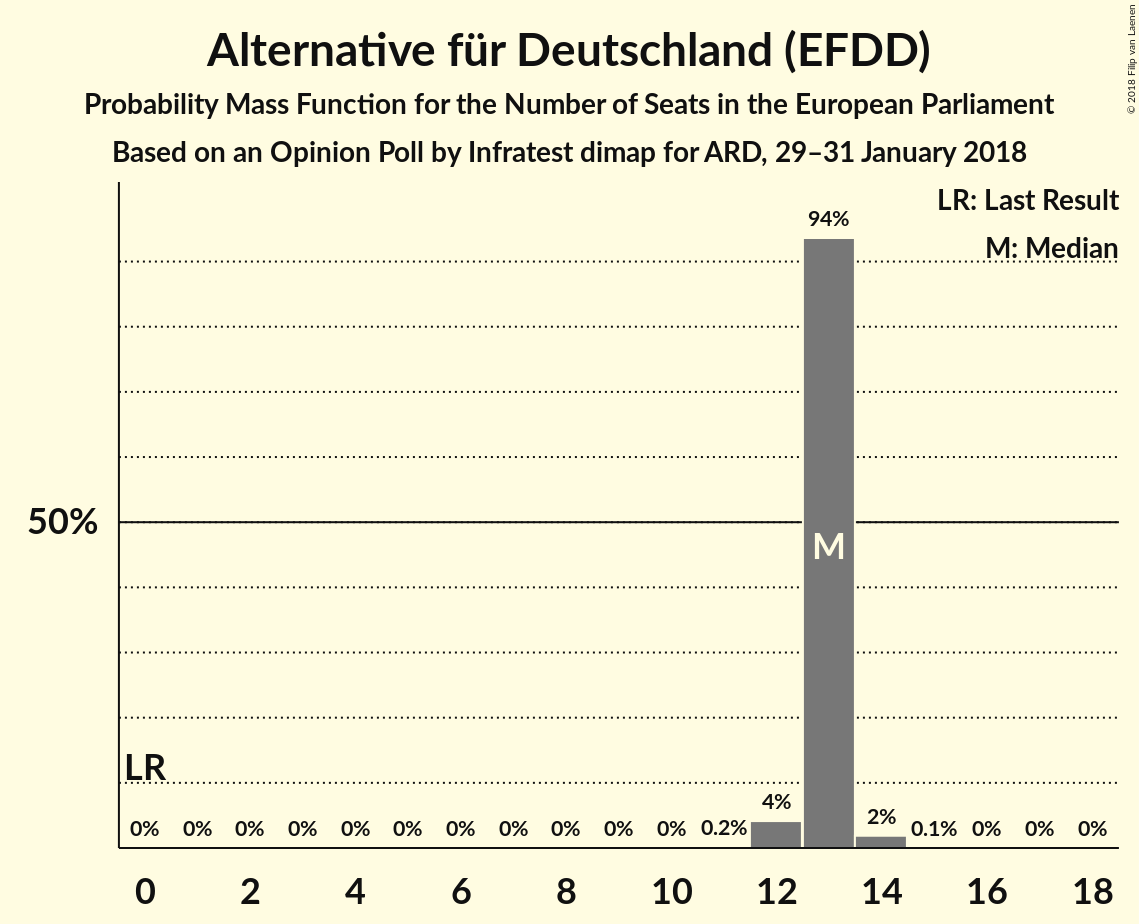 Alternative für Deutschland (EFDD)
Probability Mass Function for the Number of Seats in the European Parliament
Based on an Opinion Poll by Infratest dimap for ARD, 29–31 January 2018
© 2018 Filip van Laenen
LR: Last Result
M: Median
94%
50%
M
LR
0% 0% 0% 0% 0% 0% 0% 0% 0% 0% 0% 0.2% 4% 2% 0.1% 0% 0% 0%
0 2 4 6 8 10 12 14 16 18